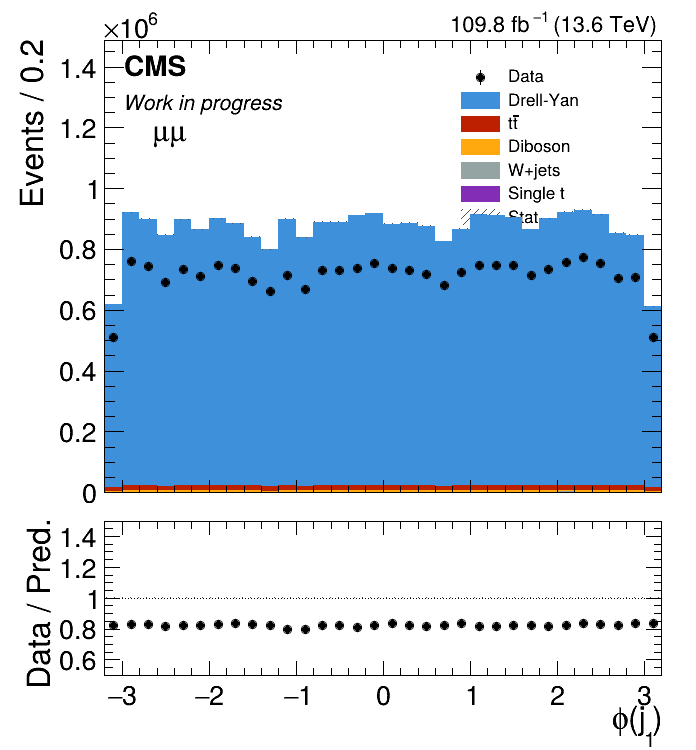 ×10⁶
109.8 fb⁻¹ (13.6 TeV)
Events / 0.2
1.4
1.2
1
0.8
0.6
0.4
0.2
0
CMS
Work in progress
μμ
Data
Drell-Yan
tt̅
Diboson
W+jets
Single t
Stat
Data / Pred.
1.4
1.2
1
0.8
0.6
−3 −2 −1 0 1 2 3
ϕ(j₁)